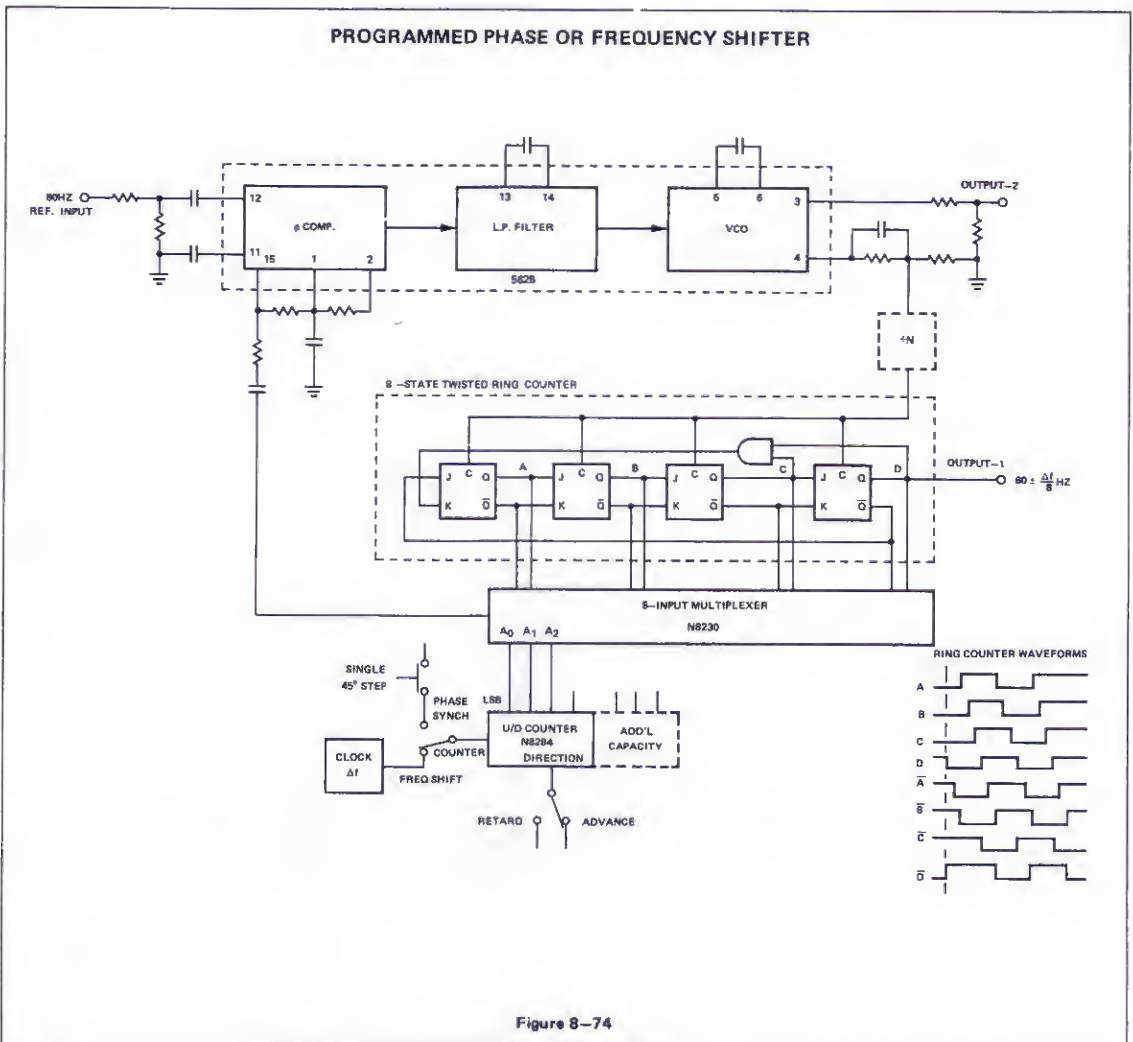 PROGRAMMED PHASE OR FREQUENCY SHIFTER
60HZ
REF. INPUT
12
11
15
1
2
φ COMP.
13
14
L.P. FILTER
562B
5
6
VCO
3
4
OUTPUT-2
÷N
8 -STATE TWISTED RING COUNTER
J C Q
K Q̅
A
J C Q
K Q̅
B
J C Q
K Q̅
C
J C Q
K Q̅
D
OUTPUT-1
60 ± Δf/8 HZ
8-INPUT MULTIPLEXER
N8230
A0 A1 A2
SINGLE
45° STEP
PHASE
SYNCH
LSB
U/D COUNTER
N8284
DIRECTION
ADD'L
CAPACITY
CLOCK
Δf
COUNTER
FREQ SHIFT
RETARD
ADVANCE
RING COUNTER WAVEFORMS
A
B
C
D
A̅
B̅
C̅
D̅
Figure 8-74